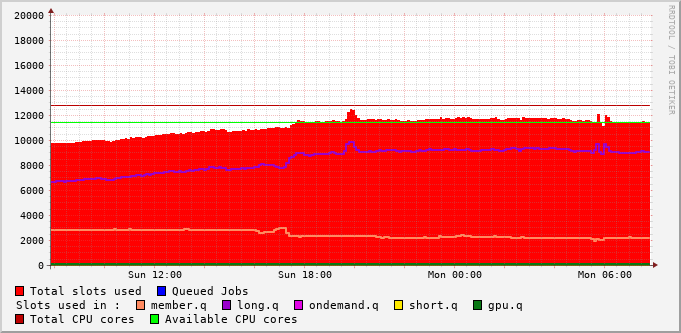 20000
18000
16000
14000
12000
10000
8000
6000
4000
2000
0
Sun 12:00 Sun 18:00 Mon 00:00 Mon 06:00
Total slots used Queued Jobs
Slots used in : member.q long.q ondemand.q short.q gpu.q
Total CPU cores Available CPU cores
RRDTOOL / TOBI OETIKER